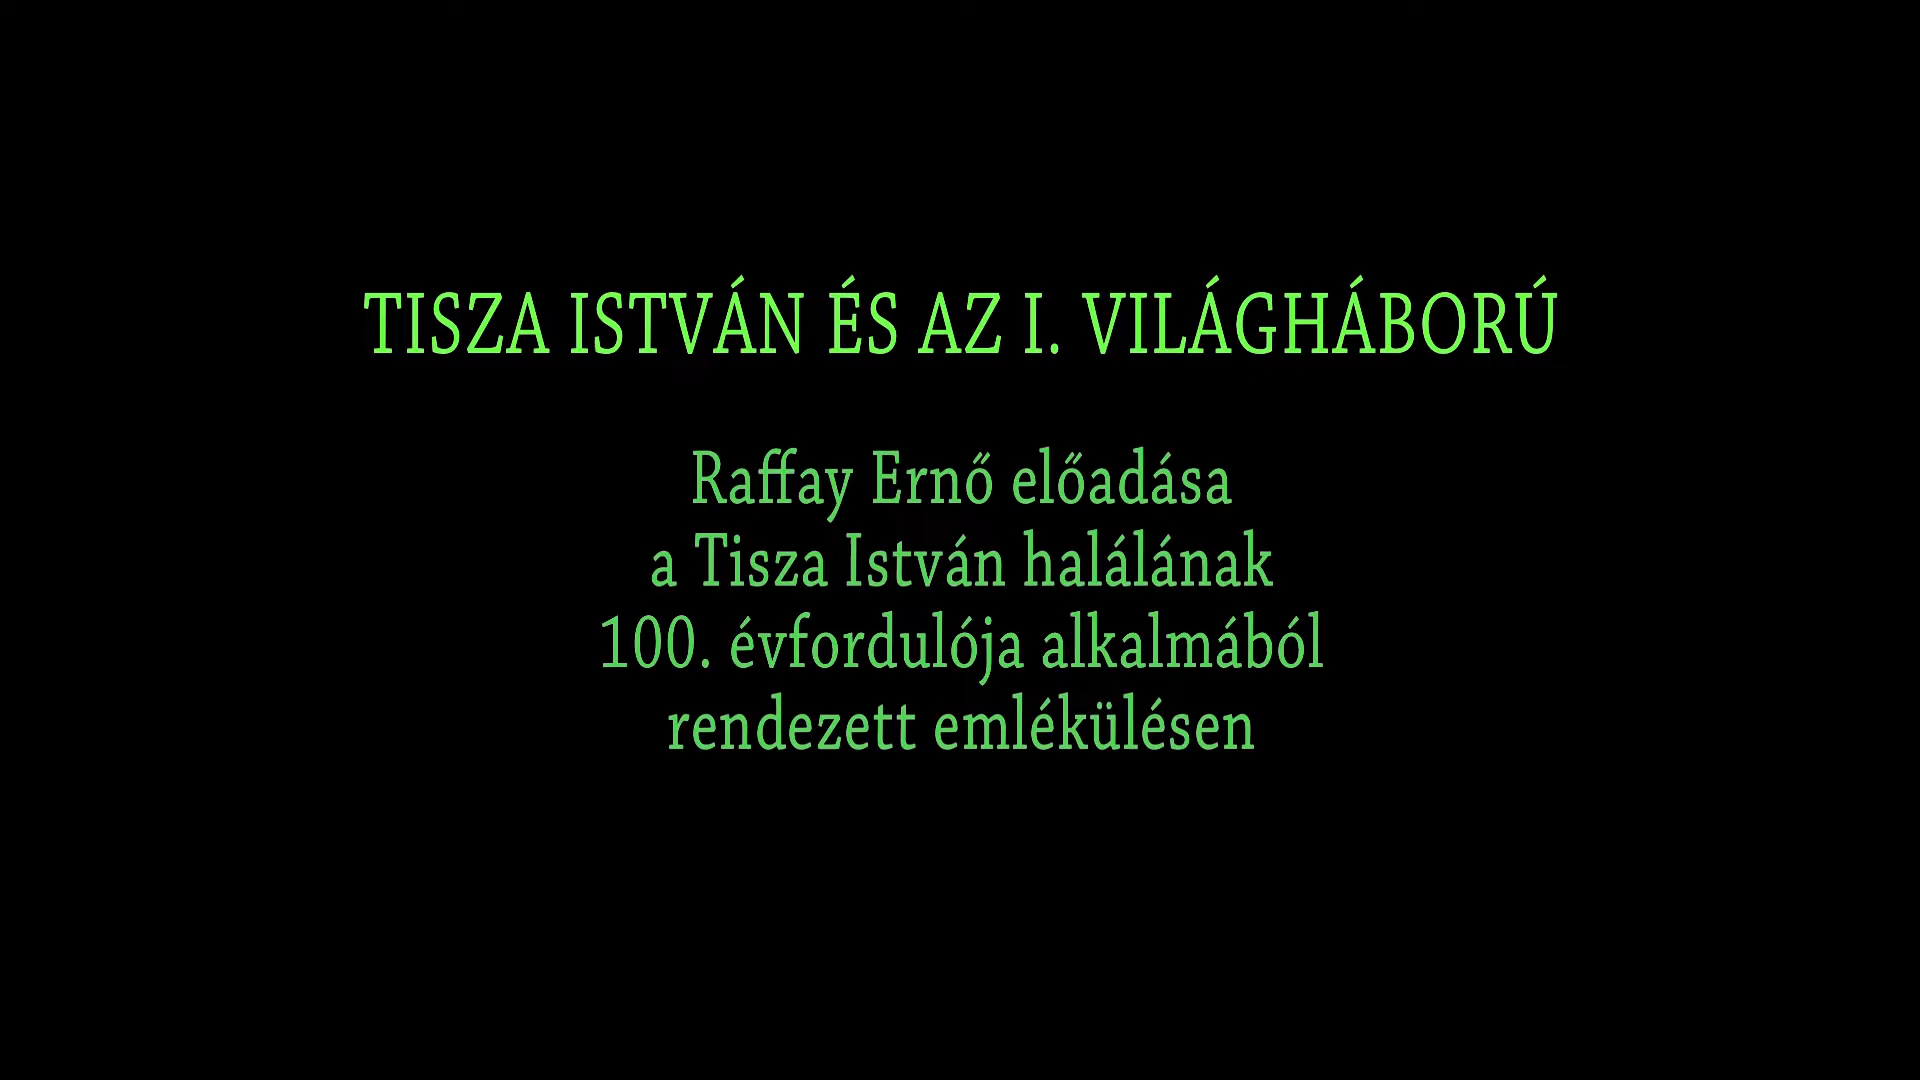 TISZA ISTVÁN ÉS AZ I. VILÁGHÁBORÚ
Raffay Ernő előadása
a Tisza István halálának
100. évfordulója alkalmából
rendezett emlékülésen